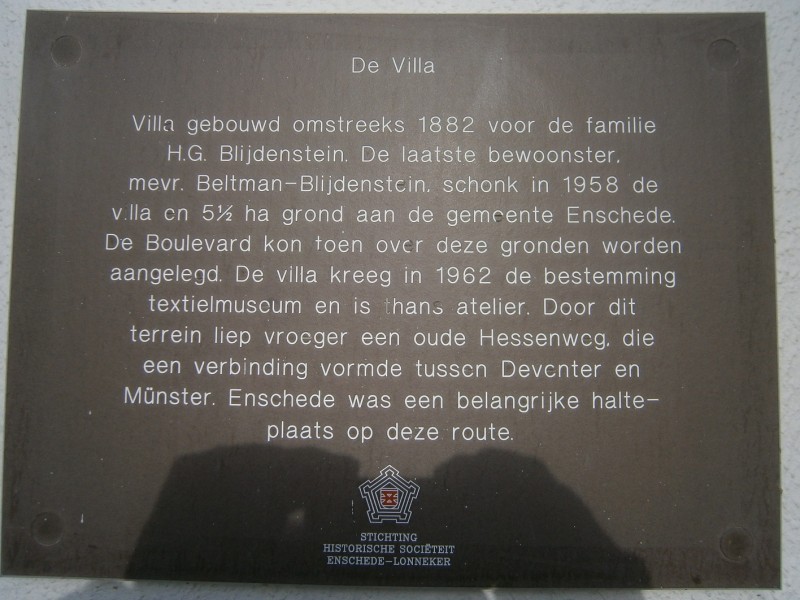 De Villa
Villa gebouwd omstreeks 1882 voor de familie
H.G. Blijdenstein. De laatste bewoonster,
mevr. Beltman-Blijdenstein, schonk in 1958 de
villa en 5½ ha grond aan de gemeente Enschede.
De Boulevard kon toen over deze gronden worden
aangelegd. De villa kreeg in 1962 de bestemming
textielmuseum en is thans atelier. Door dit
terrein liep vroeger een oude Hessenweg, die
een verbinding vormde tussen Deventer en
Münster. Enschede was een belangrijke halte-
plaats op deze route.
STICHTING
HISTORISCHE SOCIËTEIT
ENSCHEDE-LONNEKER